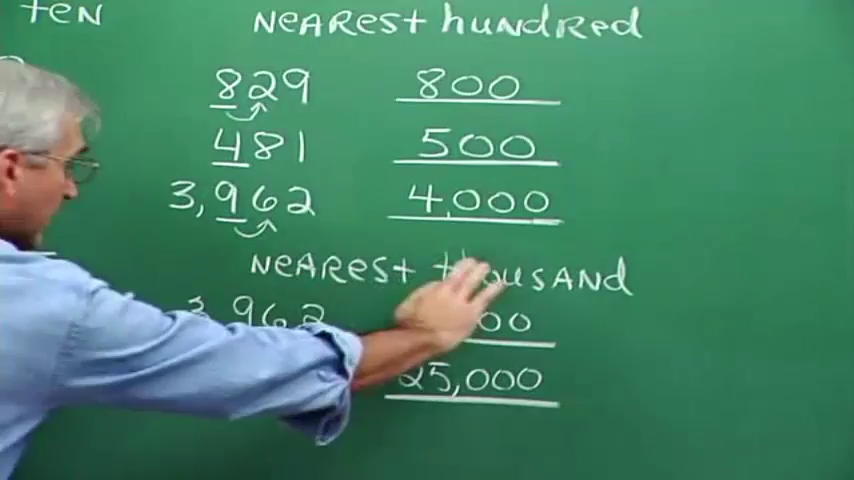 TEN
NEAREST hUNdREd
829 800
481 500
3,962 4,000
NEAREST thOUSANd
3,962 00
25,000